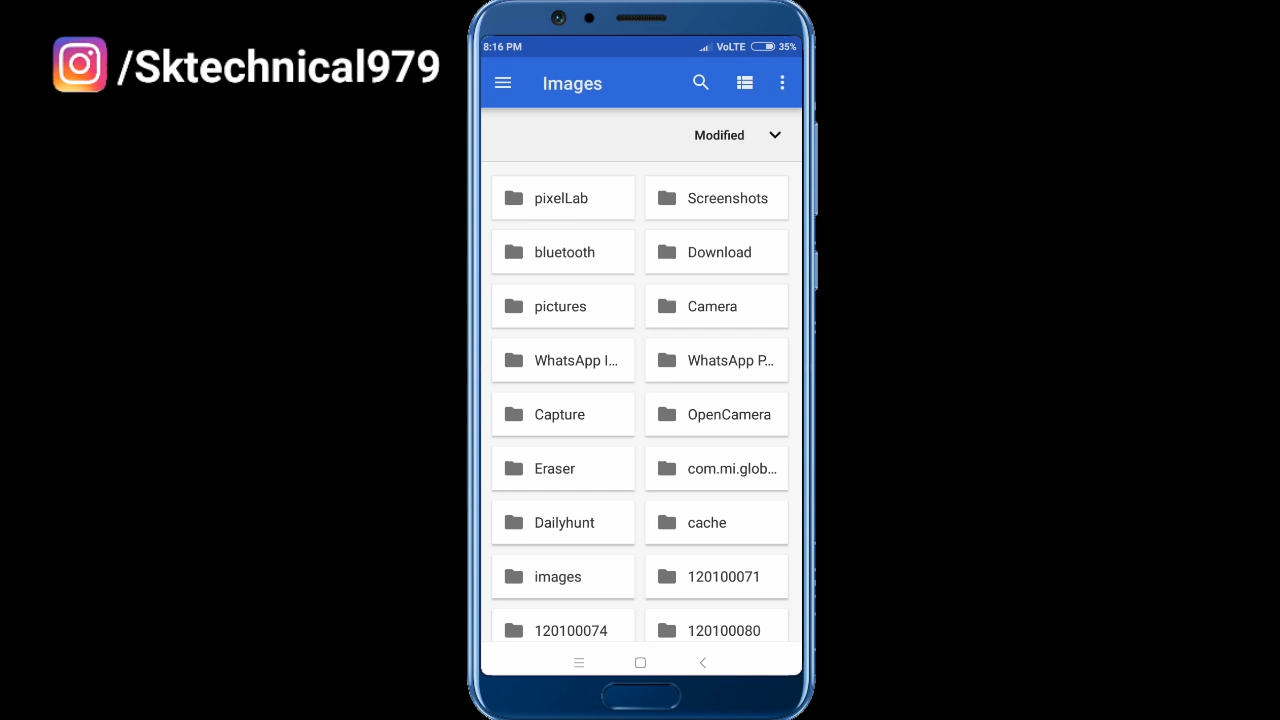 /Sktechnical979
8:16 PM VoLTE 35%
Images
Modified
pixelLab
Screenshots
bluetooth
Download
pictures
Camera
WhatsApp I...
WhatsApp P...
Capture
OpenCamera
Eraser
com.mi.glob...
Dailyhunt
cache
images
120100071
120100074
120100080